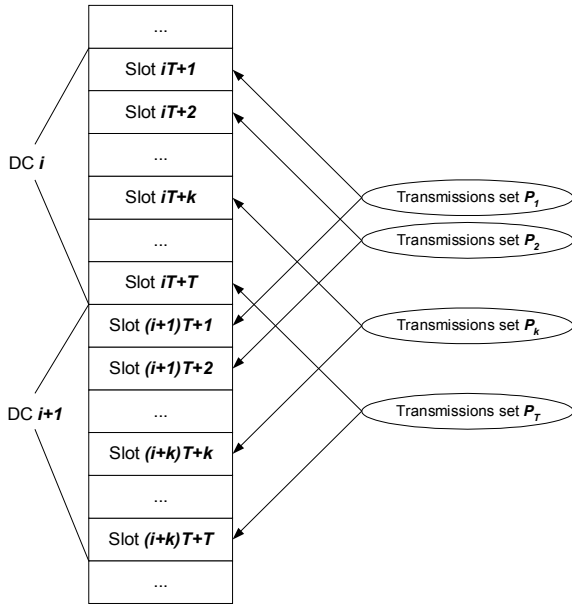 ...
Slot iT+1
Slot iT+2
...
DC i
Slot iT+k
Transmissions set P₁
...
Transmissions set P₂
Slot iT+T
Slot (i+1)T+1
Transmissions set Pₖ
Slot (i+1)T+2
DC i+1
...
Transmissions set P_T
Slot (i+k)T+k
...
Slot (i+k)T+T
...